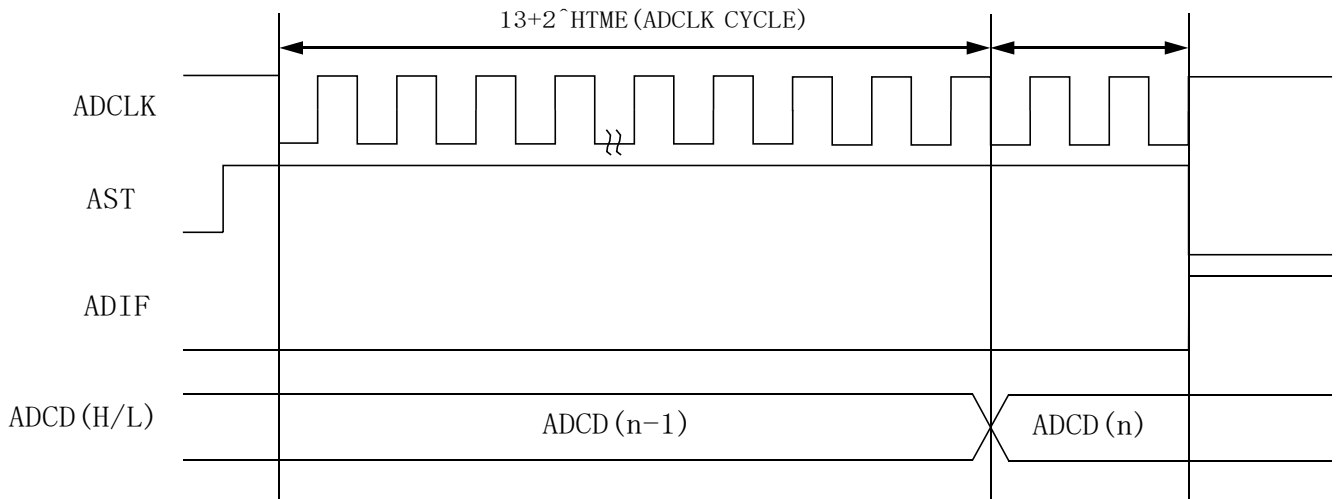 13+2^HTME(ADCLK CYCLE)
ADCLK
AST
ADIF
ADCD(H/L)
ADCD(n-1)
ADCD(n)